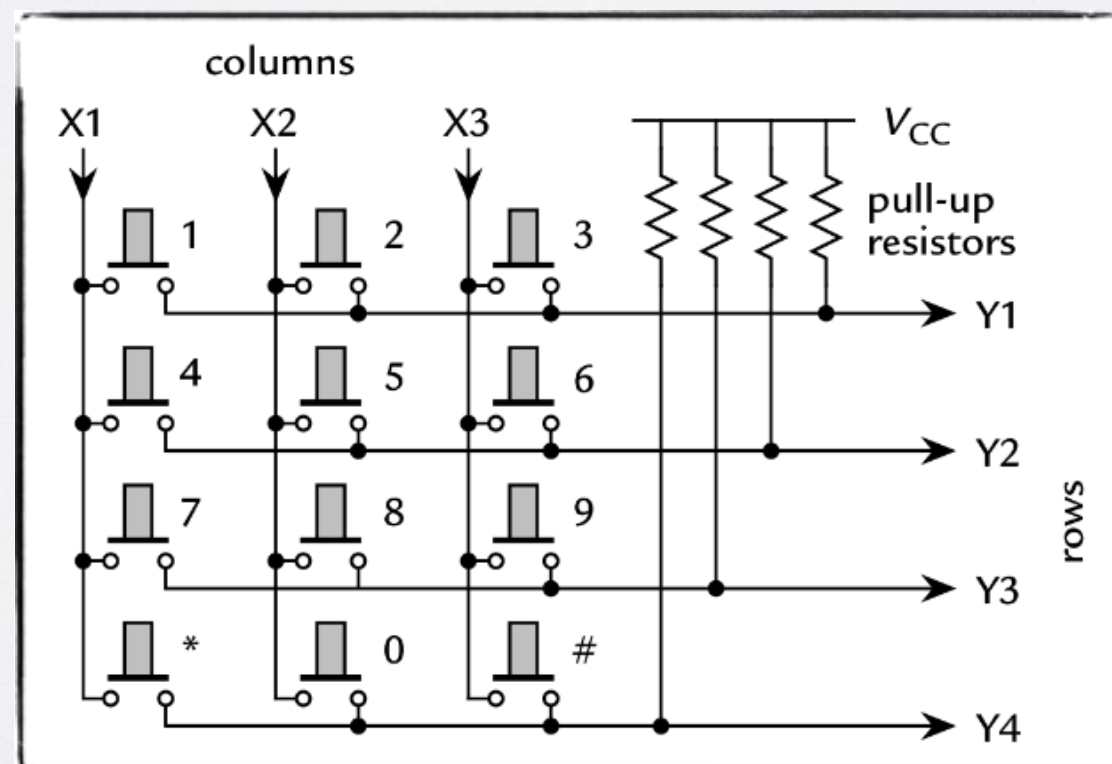 columns
X1 X2 X3 VCC
pull-up
resistors
1 2 3
Y1
4 5 6
Y2
7 8 9
Y3
* 0 #
Y4
rows